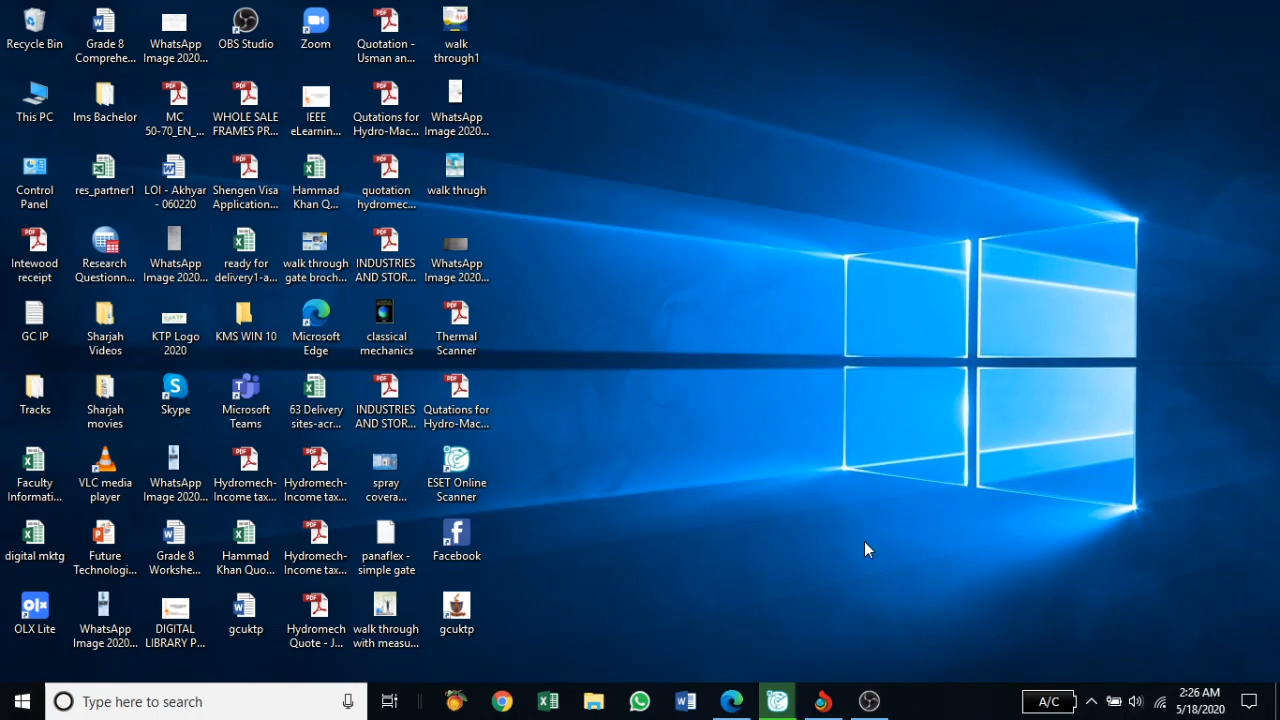 Recycle Bin
Grade 8
Comprehe...
WhatsApp
Image 2020...
OBS Studio
Zoom
Quotation -
Usman an...
walk
through1
This PC
Ims Bachelor
MC
50-70_EN_...
WHOLE SALE
FRAMES PR...
IEEE
eLearnin...
Qutations for
Hydro-Mac...
WhatsApp
Image 2020...
Control
Panel
res_partner1
LOI - Akhyar
- 060220
Shengen Visa
Application...
Hammad
Khan Q...
quotation
hydromec...
walk thrugh
Intewood
receipt
Research
Questionn...
WhatsApp
Image 2020...
ready for
delivery1-a...
walk through
gate broch...
INDUSTRIES
AND STOR...
WhatsApp
Image 2020...
GC IP
Sharjah
Videos
KTP Logo
2020
KMS WIN 10
Microsoft
Edge
classical
mechanics
Thermal
Scanner
Tracks
Sharjah
movies
Skype
Microsoft
Teams
63 Delivery
sites-acr...
INDUSTRIES
AND STOR...
Qutations for
Hydro-Mac...
Faculty
Informati...
VLC media
player
WhatsApp
Image 2020...
Hydromech-
Income tax...
Hydromech-
Income tax...
spray
covera...
ESET Online
Scanner
digital mktg
Future
Technologi...
Grade 8
Workshe...
Hammad
Khan Quo...
Hydromech-
Income tax...
panaflex -
simple gate
Facebook
OLX Lite
WhatsApp
Image 2020...
DIGITAL
LIBRARY P...
gcuktp
Hydromech
Quote - J...
walk through
with measu...
gcuktp
Type here to search
A/C
2:26 AM
5/18/2020